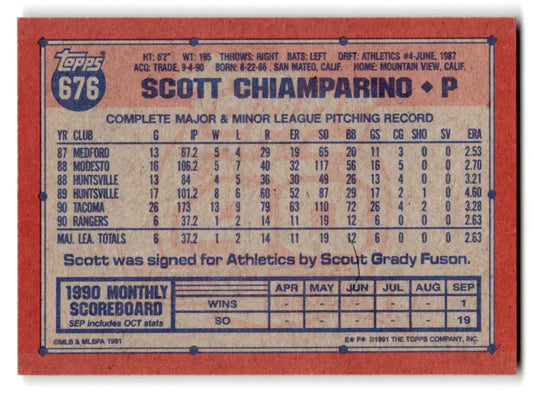 Topps
676
HT: 6'2" WT: 195 THROWS: RIGHT BATS: LEFT DRFT: ATHLETICS #4-JUNE, 1987
ACQ: TRADE, 9-4-90 BORN: 8-22-66, SAN MATEO, CALIF. HOME: MOUNTAIN VIEW, CALIF.
SCOTT CHIAMPARINO • P
COMPLETE MAJOR & MINOR LEAGUE PITCHING RECORD
YR CLUB G IP W L R ER SO BB GS CG SHO SV ERA
87 MEDFORD 13 67.2 5 4 29 19 65 20 11 3 0 0 2.53
88 MODESTO 16 106.2 5 7 40 32 117 56 16 5 0 0 2.70
88 HUNTSVILLE 13 84 4 5 36 30 49 26 13 4 0 0 3.21
89 HUNTSVILLE 17 101.2 8 6 60 52 87 29 17 2 1 0 4.60
90 TACOMA 26 173 13 9 79 63 110 72 26 4 2 0 3.28
90 RANGERS 6 37.2 1 2 14 11 19 12 6 0 0 0 2.63
MAJ. LEA. TOTALS 6 37.2 1 2 14 11 19 12 6 0 0 0 2.63
Scott was signed for Athletics by Scout Grady Fuson.
1990 MONTHLY
SCOREBOARD
SEP includes OCT stats
APR MAY JUN JUL AUG SEP
WINS - - - - - 1
SO - - - - - 19
©MLB & MLBPA 1991
E* F* ©1991 THE TOPPS COMPANY, INC.